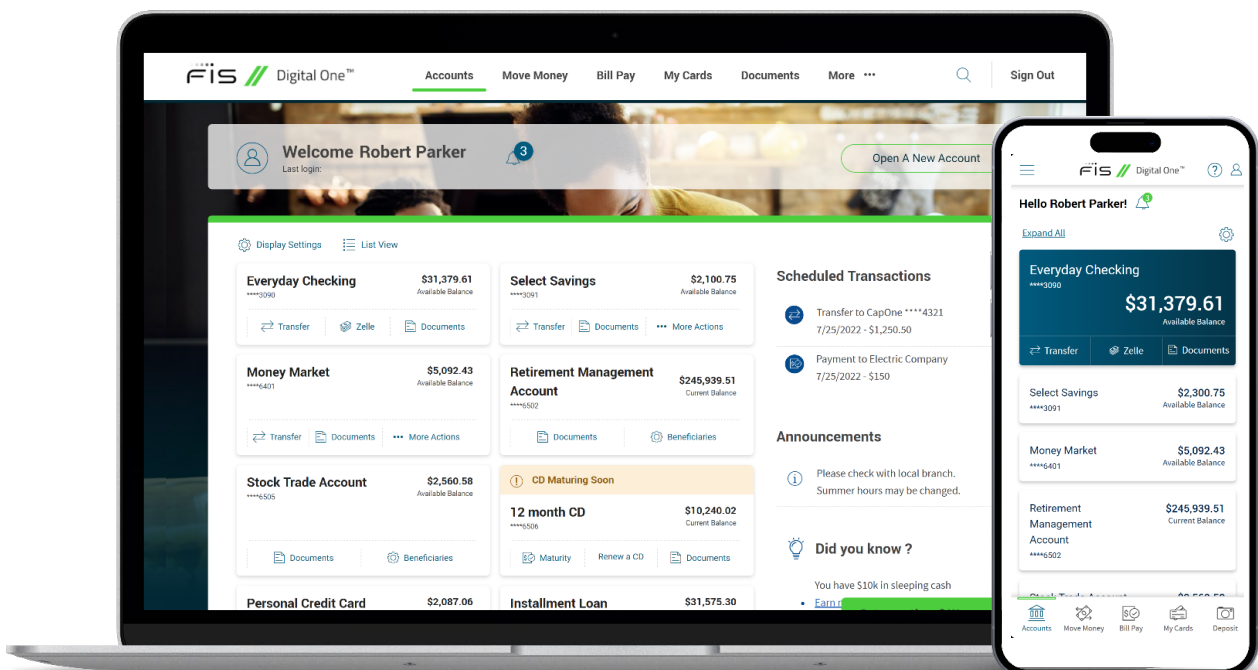 FIS Digital One™
Accounts Move Money Bill Pay My Cards Documents More ••• Sign Out
Welcome Robert Parker 3
Last login:
Open A New Account
Display Settings List View
Everyday Checking $31,379.61
****3090 Available Balance
Transfer Zelle Documents
Select Savings $2,100.75
****3091 Available Balance
Transfer Documents ••• More Actions
Money Market $5,092.43
****6401 Available Balance
Transfer Documents ••• More Actions
Retirement Management
Account $245,939.51
****6502 Current Balance
Documents Beneficiaries
Stock Trade Account $2,560.58
****6505 Available Balance
Documents Beneficiaries
CD Maturing Soon
12 month CD $10,240.02
****6506 Current Balance
Maturity Renew a CD Documents
Personal Credit Card $2,087.06
Installment Loan $31,575.30
Scheduled Transactions
Transfer to CapOne ****4321
7/25/2022 - $1,250.50
Payment to Electric Company
7/25/2022 - $150
Announcements
Please check with local branch.
Summer hours may be changed.
Did you know ?
You have $10k in sleeping cash
• Earn
FIS Digital One™ ?
Hello Robert Parker! 3
Expand All
Everyday Checking
****3090
$31,379.61
Available Balance
Transfer Zelle Documents
Select Savings $2,300.75
****3091 Available Balance
Money Market $5,092.43
****6401 Available Balance
Retirement $245,939.51
Management Current Balance
Account
****6502
Accounts Move Money Bill Pay My Cards Deposit